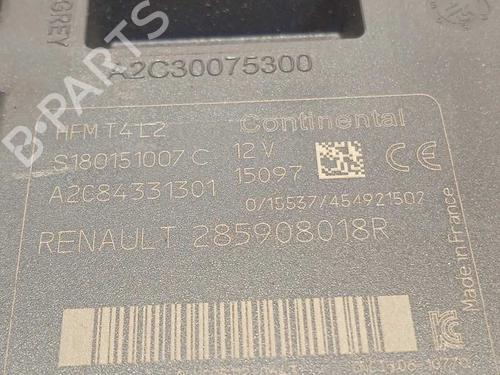 GREY
A2C30075300
HFM T4 L2
Continental
S180151007 C
12 V
A2C84331301
15097
0/15537/454921502
RENAULT 285908018R
Made in France
B-PARTS